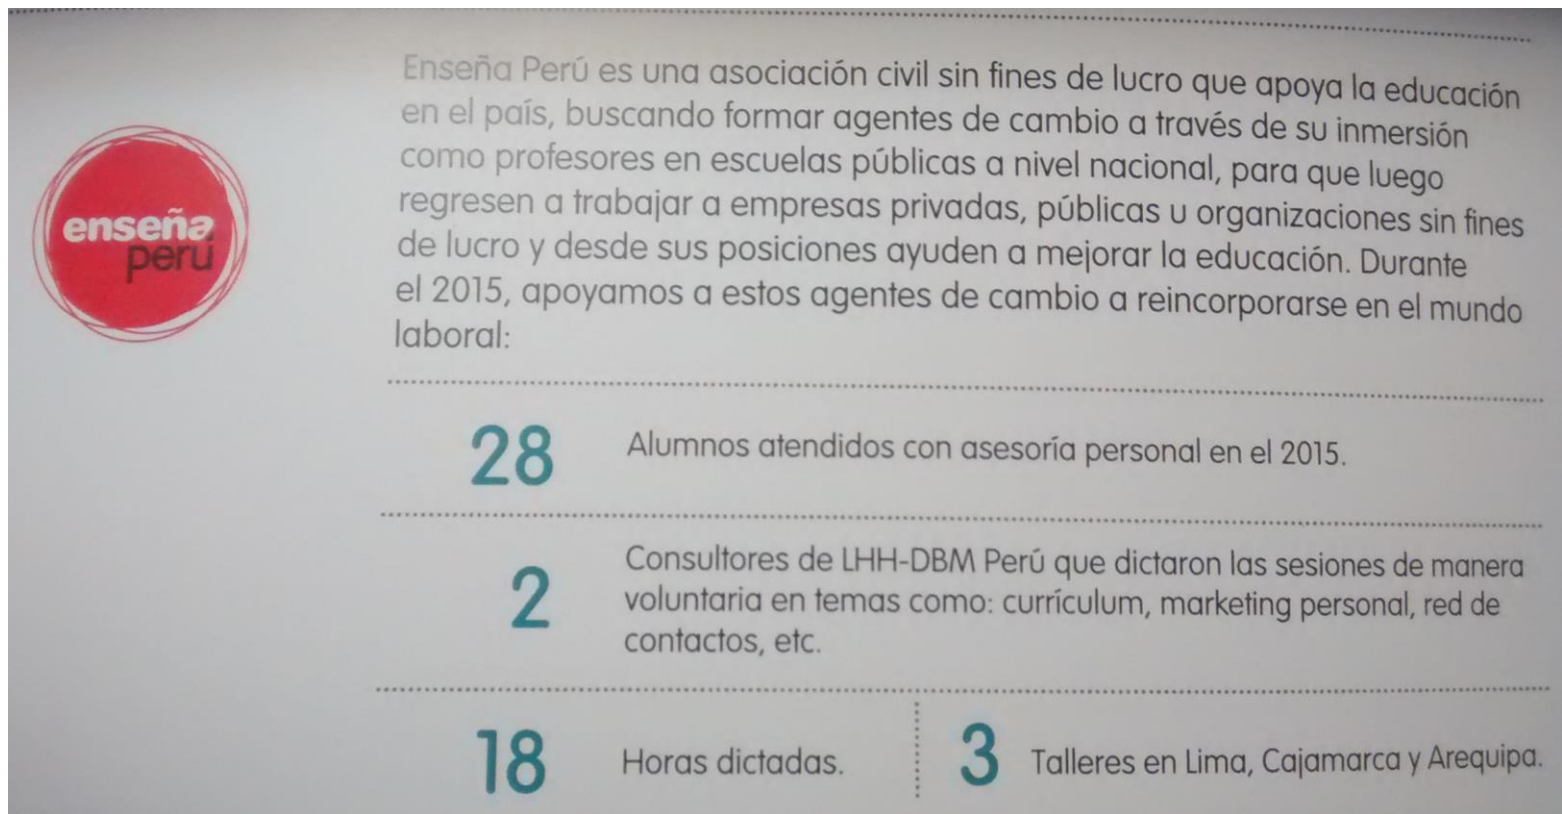 enseña
perú
Enseña Perú es una asociación civil sin fines de lucro que apoya la educación
en el país, buscando formar agentes de cambio a través de su inmersión
como profesores en escuelas públicas a nivel nacional, para que luego
regresen a trabajar a empresas privadas, públicas u organizaciones sin fines
de lucro y desde sus posiciones ayuden a mejorar la educación. Durante
el 2015, apoyamos a estos agentes de cambio a reincorporarse en el mundo
laboral:
28 Alumnos atendidos con asesoría personal en el 2015.
2 Consultores de LHH-DBM Perú que dictaron las sesiones de manera
voluntaria en temas como: currículum, marketing personal, red de
contactos, etc.
18 Horas dictadas. 3 Talleres en Lima, Cajamarca y Arequipa.